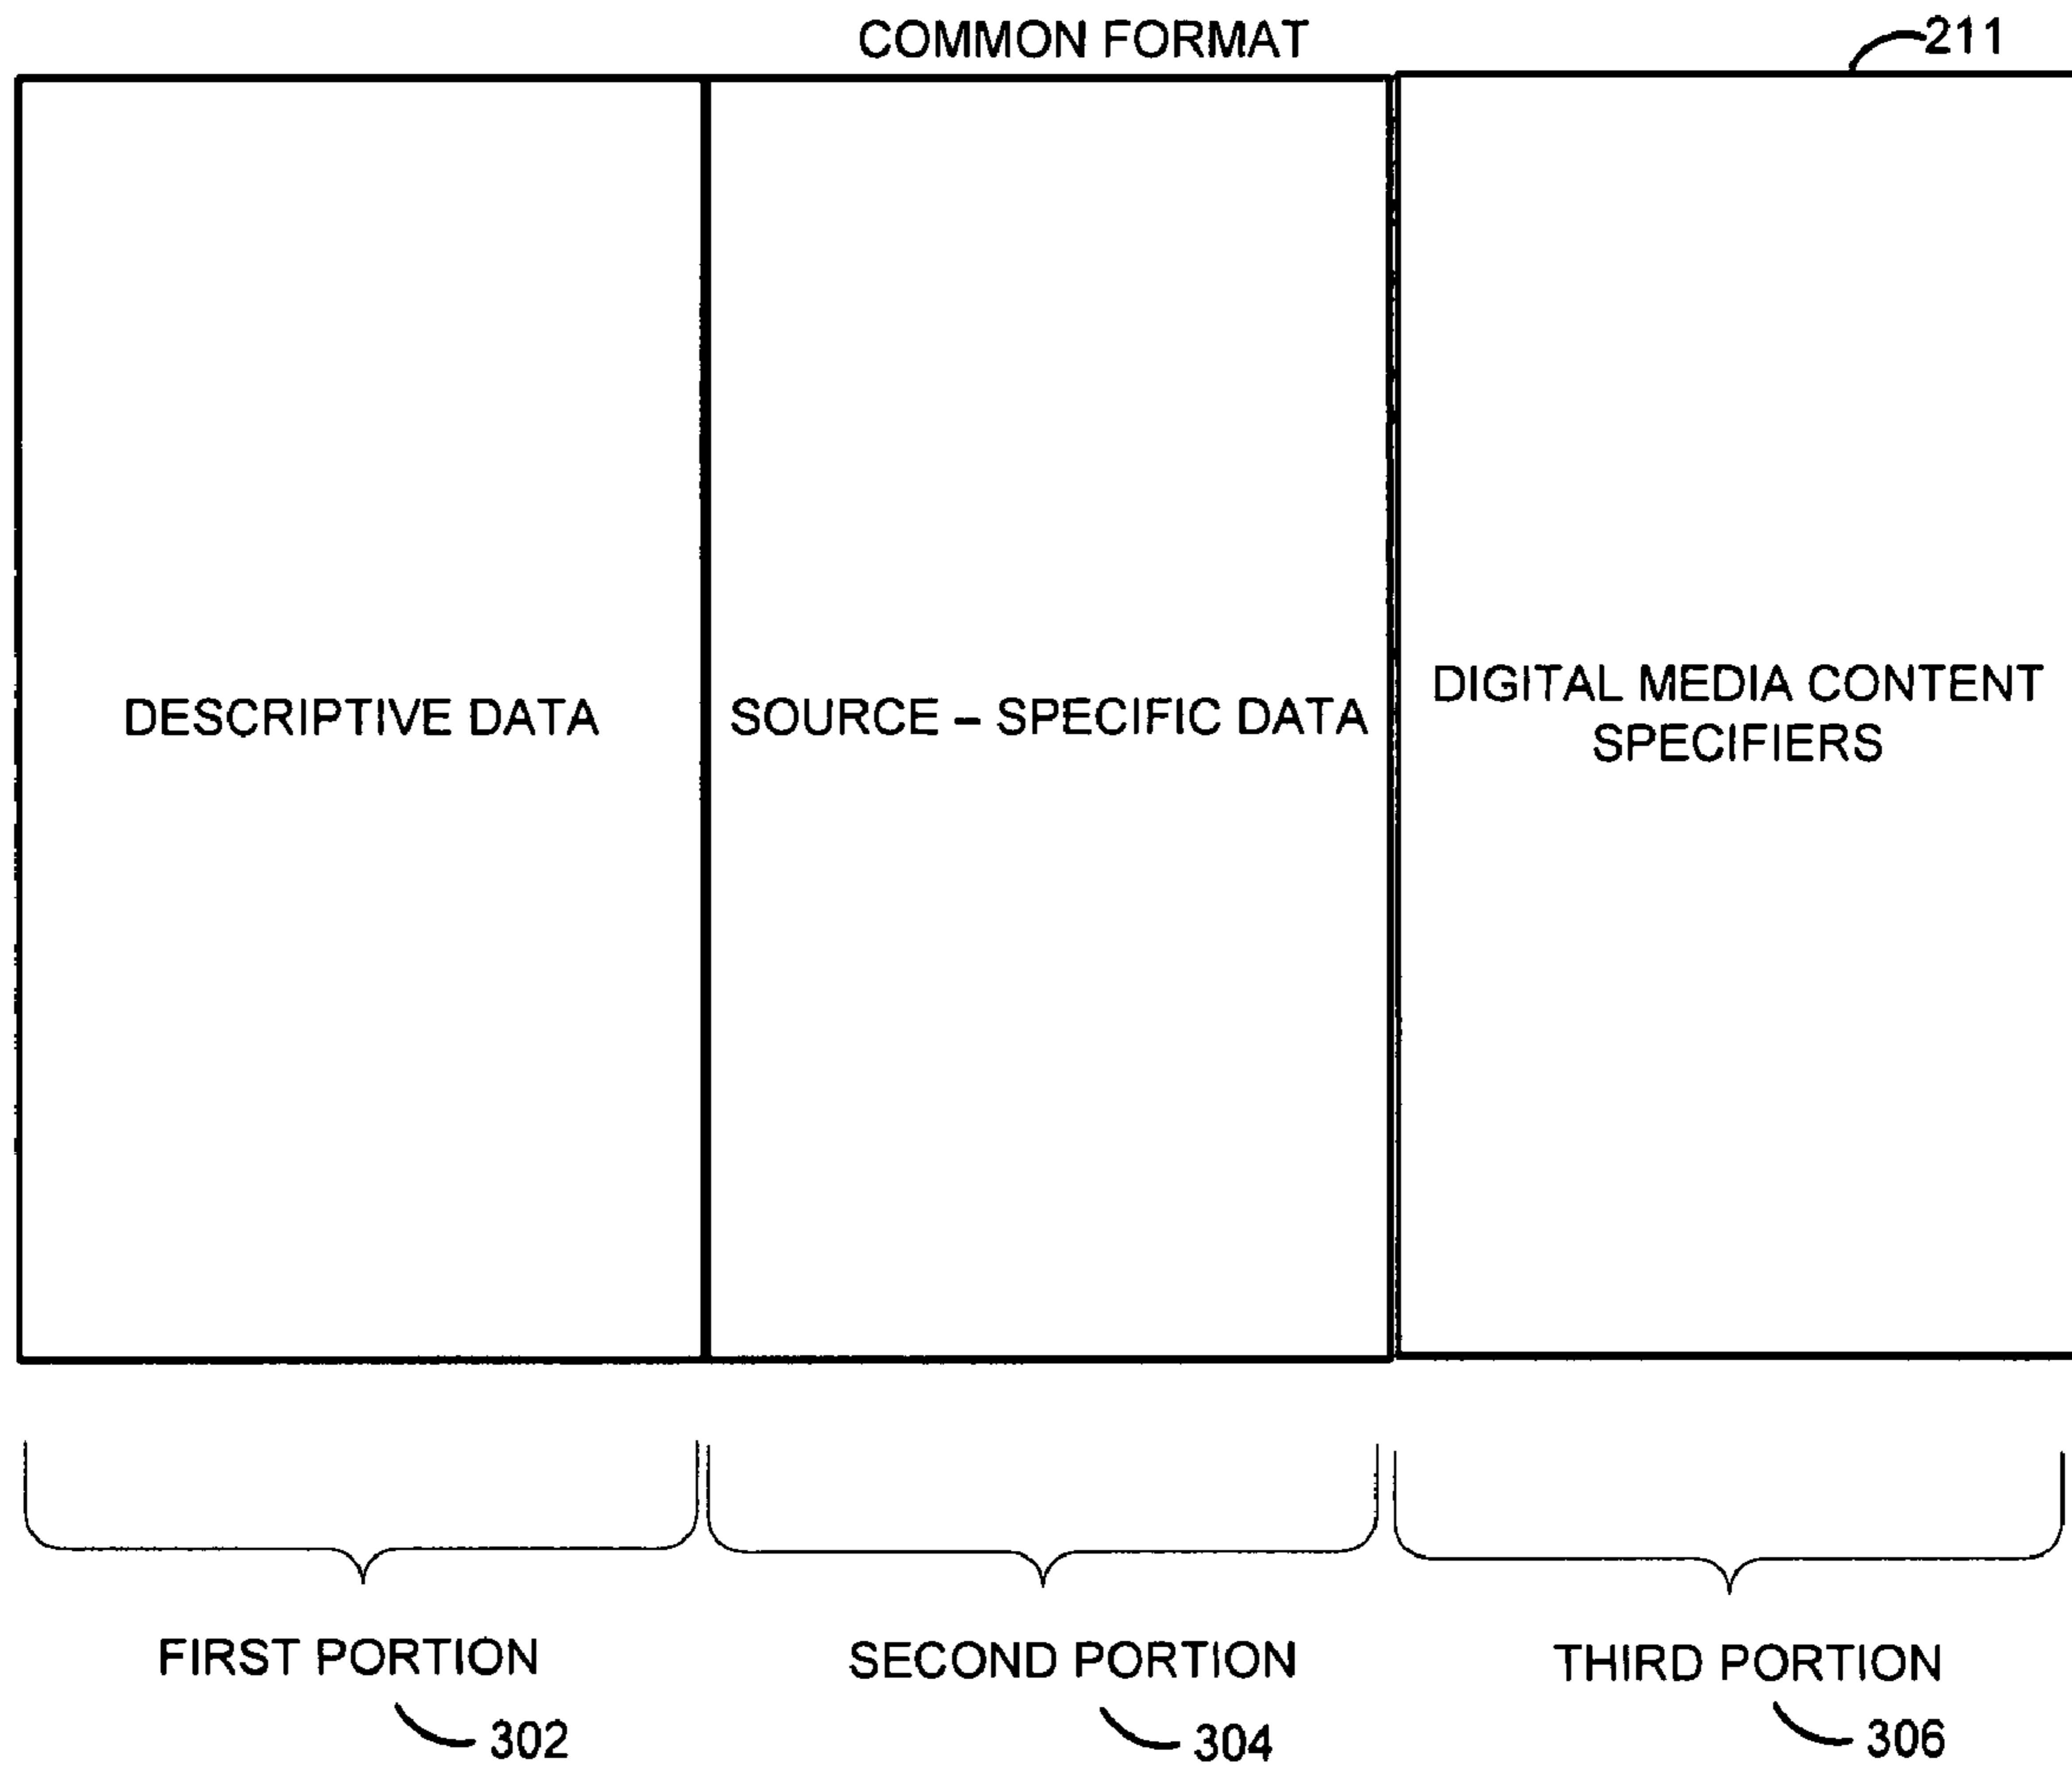 COMMON FORMAT
211
DESCRIPTIVE DATA
SOURCE – SPECIFIC DATA
DIGITAL MEDIA CONTENT
SPECIFIERS
FIRST PORTION
302
SECOND PORTION
304
THIRD PORTION
306